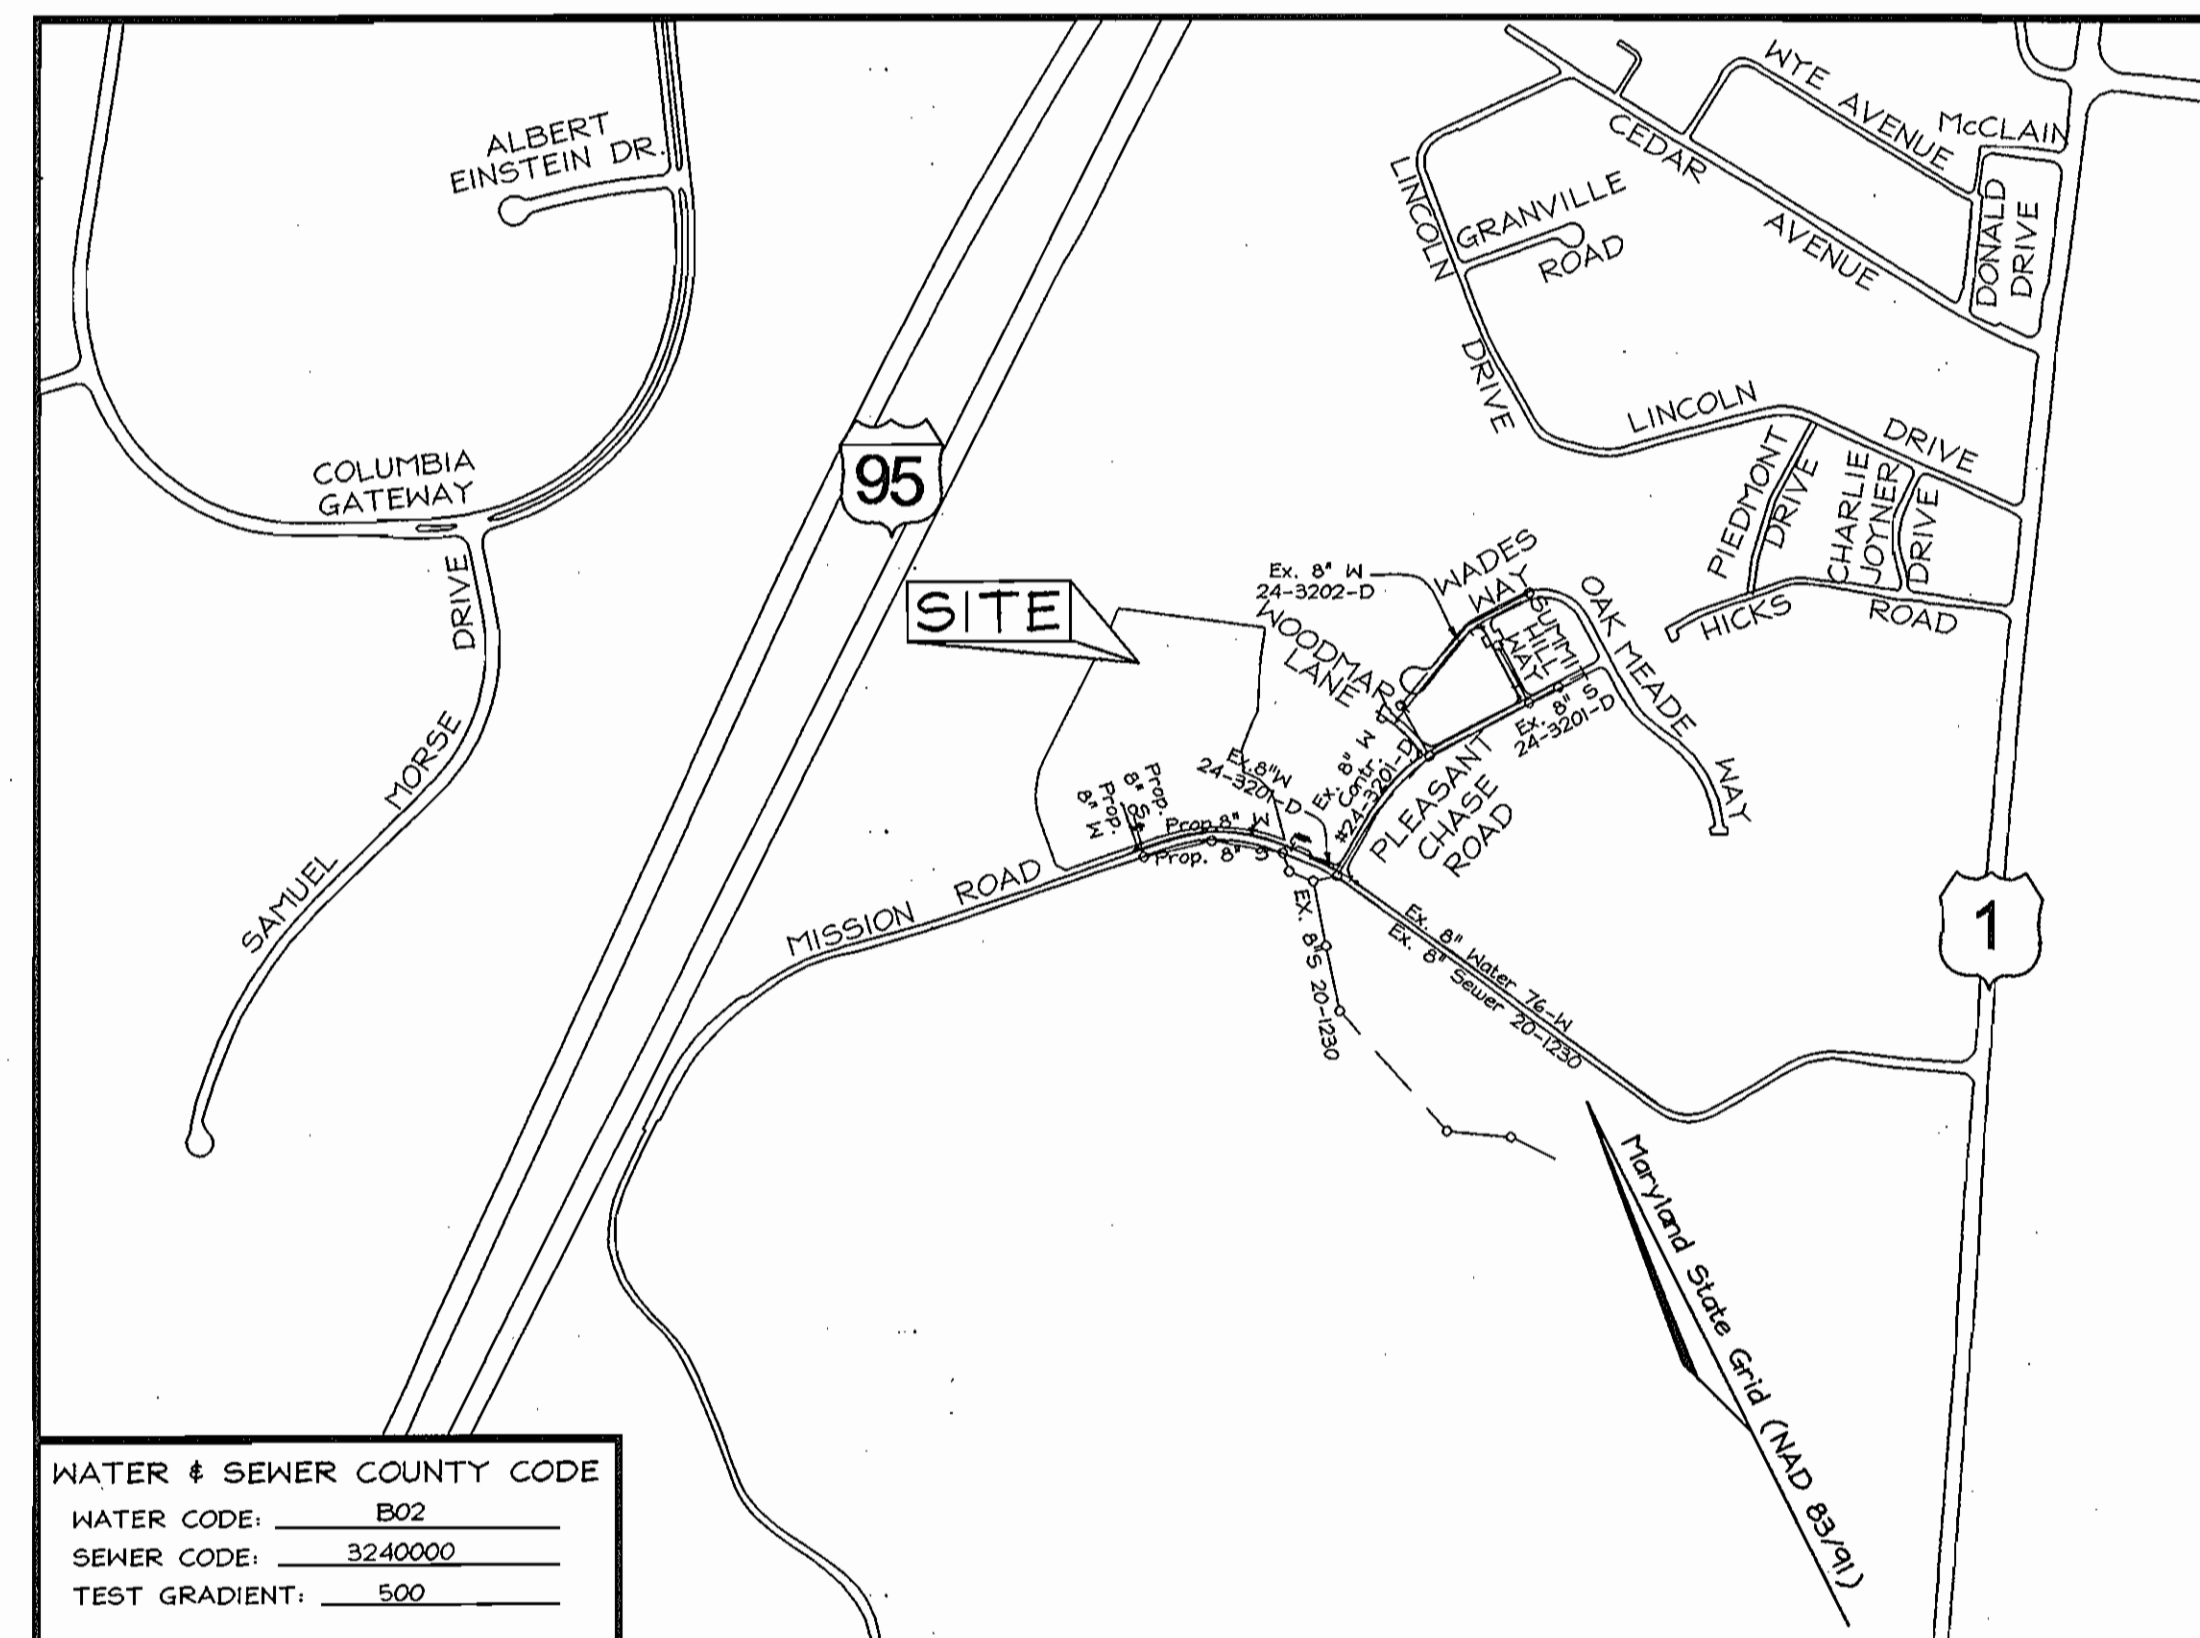 ALBERT
EINSTEIN DR.
WYE AVENUE
McCLAIN
CEDAR AVENUE
DONALD
DRIVE
LINCOLN DRIVE
GRANVILLE
ROAD
LINCOLN DRIVE
PIEDMONT
DRIVE
CHARLIE
JOYNER
DRIVE
HICKS ROAD
COLUMBIA
GATEWAY
DRIVE
95
SITE
Ex. 8" W
24-3202-D
WADES
WAY
WOODMARK
LANE
SUMMIT
HILL
WAY
OAK MEADE WAY
Ex. 8" S
24-3201-D
Ex. 8" W
Contr.
#24-3201-D
Ex.8"W
24-3201-D
PLEASANT
CHASE
ROAD
Prop.
8" S
Prop.
8" W
Prop.8" W
Prop. 8" S
MISSION ROAD
SAMUEL MORSE
EX. 8"S 20-1230
Ex. 8" Water 76-W
Ex. 8" Sewer 20-1230
1
Maryland State Grid (NAD 83/91)
WATER & SEWER COUNTY CODE
WATER CODE: B02
SEWER CODE: 3240000
TEST GRADIENT: 500